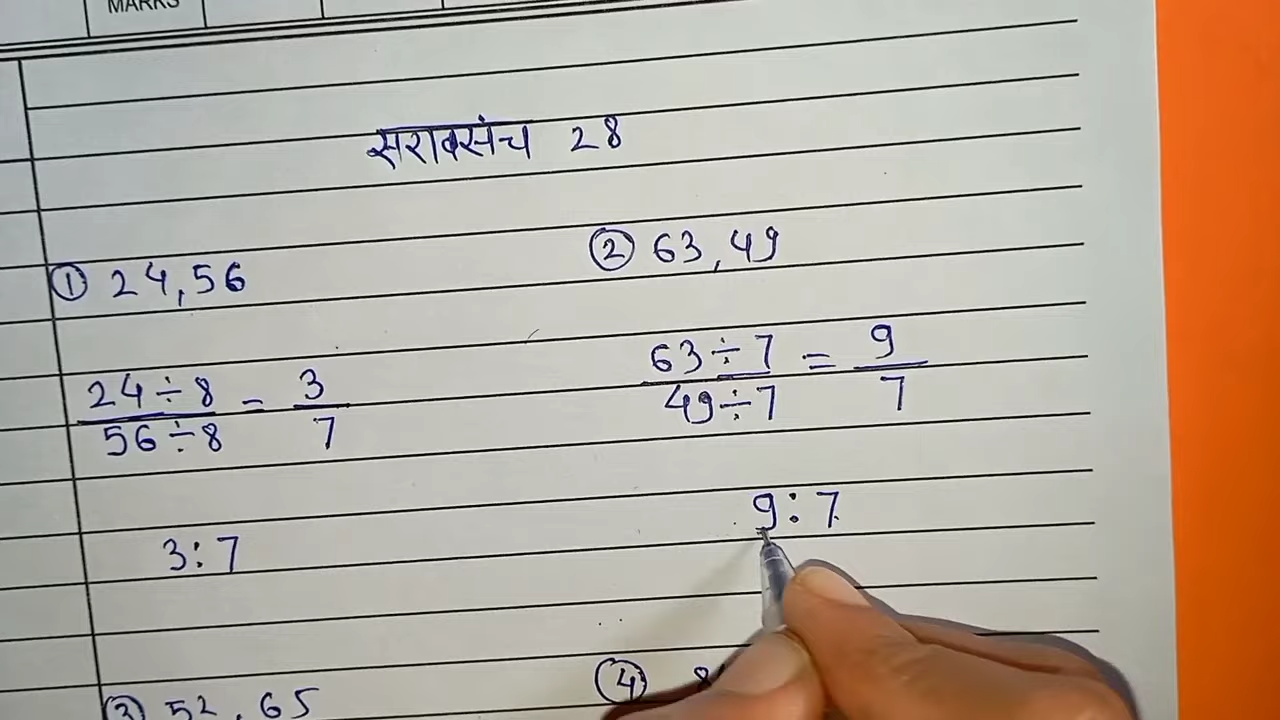 MARKS
सरावसंच 28
① 24,56
② 63,49
24÷8 / 56÷8 = 3 / 7
63÷7 / 49÷7 = 9 / 7
3:7
9:7
③ 52,65
④